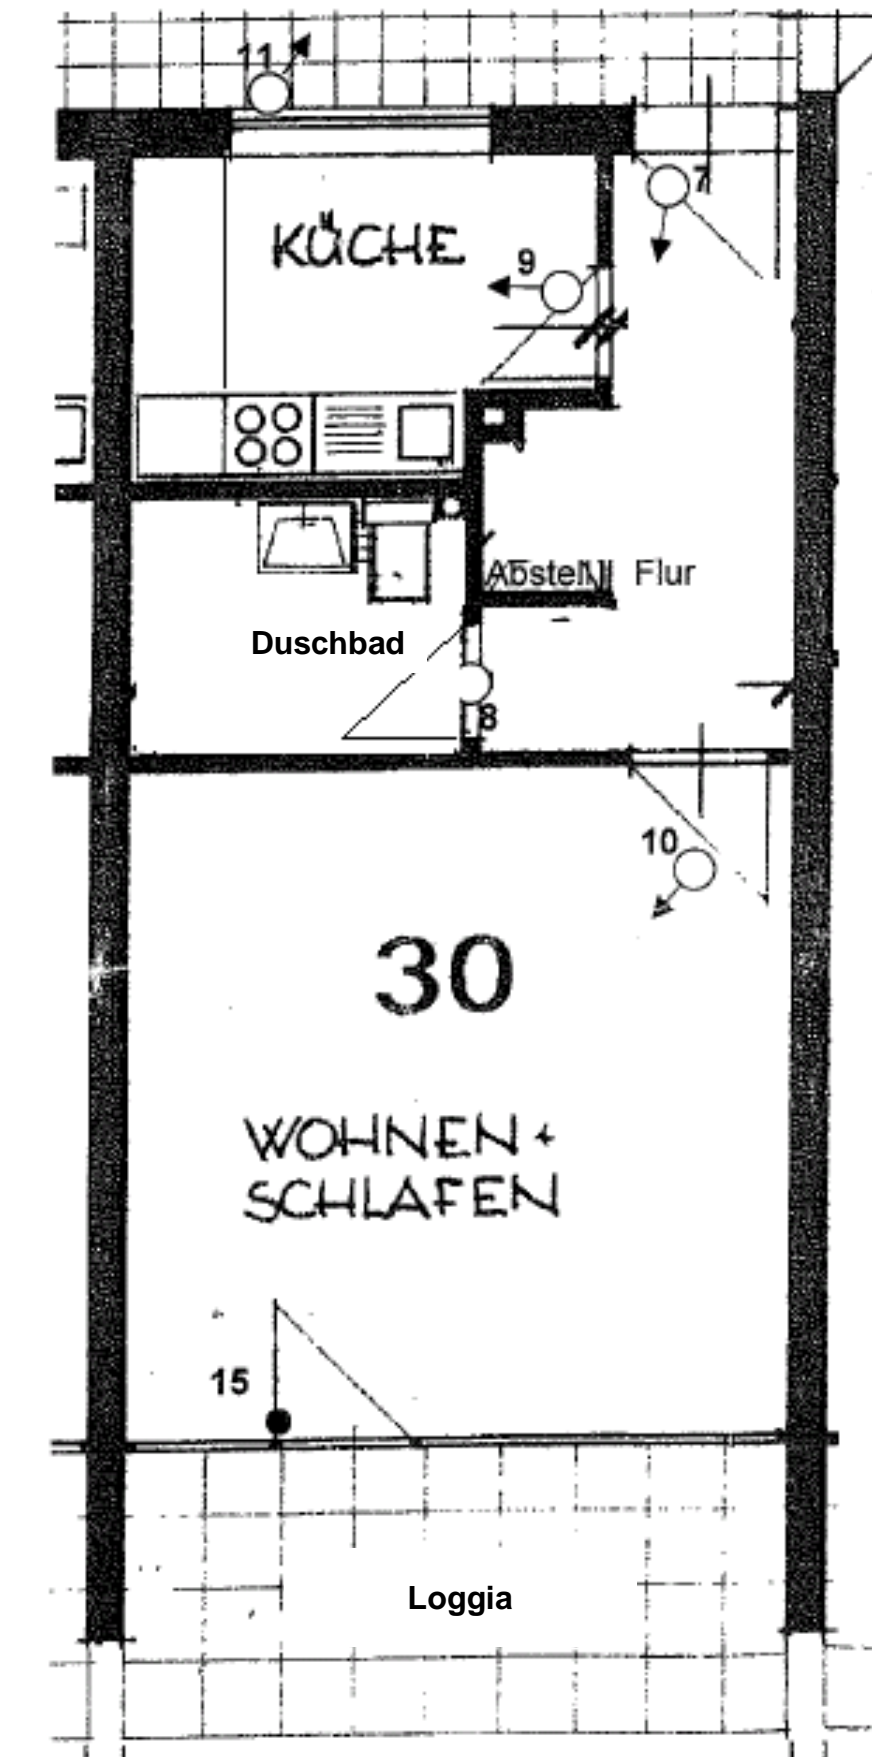 11
7
KÜCHE
9
Abstell
Flur
Duschbad
8
10
30
WOHNEN +
SCHLAFEN
15
Loggia